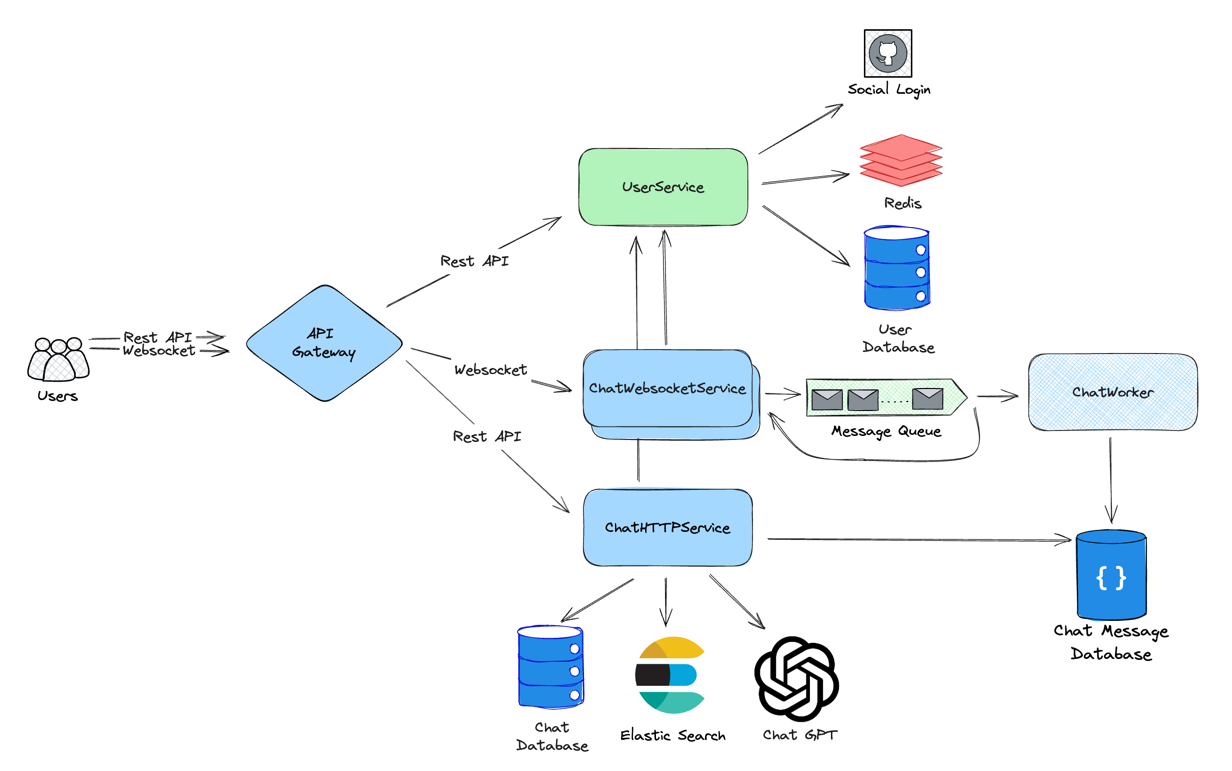 Social Login
UserService
Redis
Rest API
User
Database
API
Gateway
Rest API
Websocket
Users
Websocket
ChatWebsocketService
Message Queue
ChatWorker
Rest API
ChatHTTPService
{ }
Chat Message
Database
Chat
Database
Elastic Search
Chat GPT